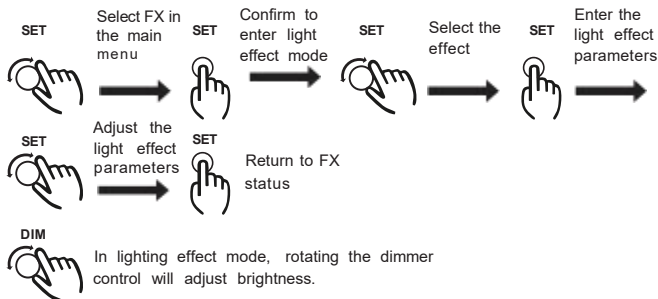 SET
Select FX in
the main
menu
SET
Confirm to
enter light
effect mode
SET
Select the
effect
SET
Enter the
light effect
parameters
SET
Adjust the
light effect
parameters
SET
Return to FX
status
DIM
In lighting effect mode, rotating the dimmer
control will adjust brightness.